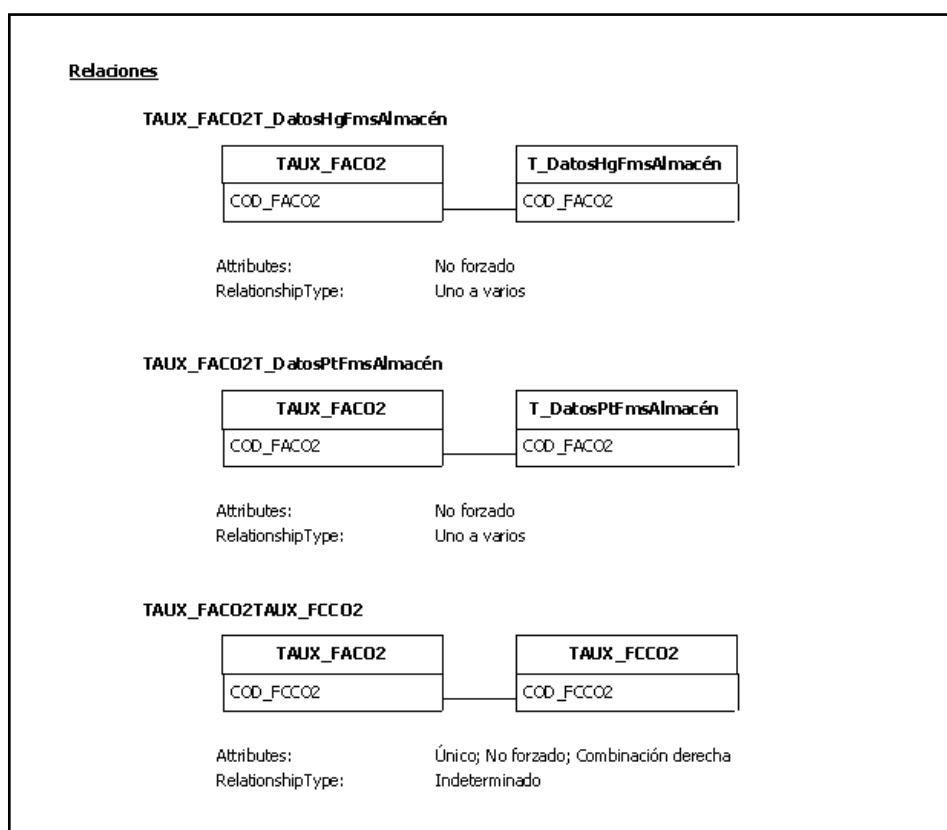 Relaciones
TAUX_FACO2T_DatosHgFmsAlmacén
TAUX_FACO2 T_DatosHgFmsAlmacén
COD_FACO2 COD_FACO2
Attributes: No forzado
RelationshipType: Uno a varios
TAUX_FACO2T_DatosPtFmsAlmacén
TAUX_FACO2 T_DatosPtFmsAlmacén
COD_FACO2 COD_FACO2
Attributes: No forzado
RelationshipType: Uno a varios
TAUX_FACO2TAUX_FCCO2
TAUX_FACO2 TAUX_FCCO2
COD_FCCO2 COD_FCCO2
Attributes: Único; No forzado; Combinación derecha
RelationshipType: Indeterminado